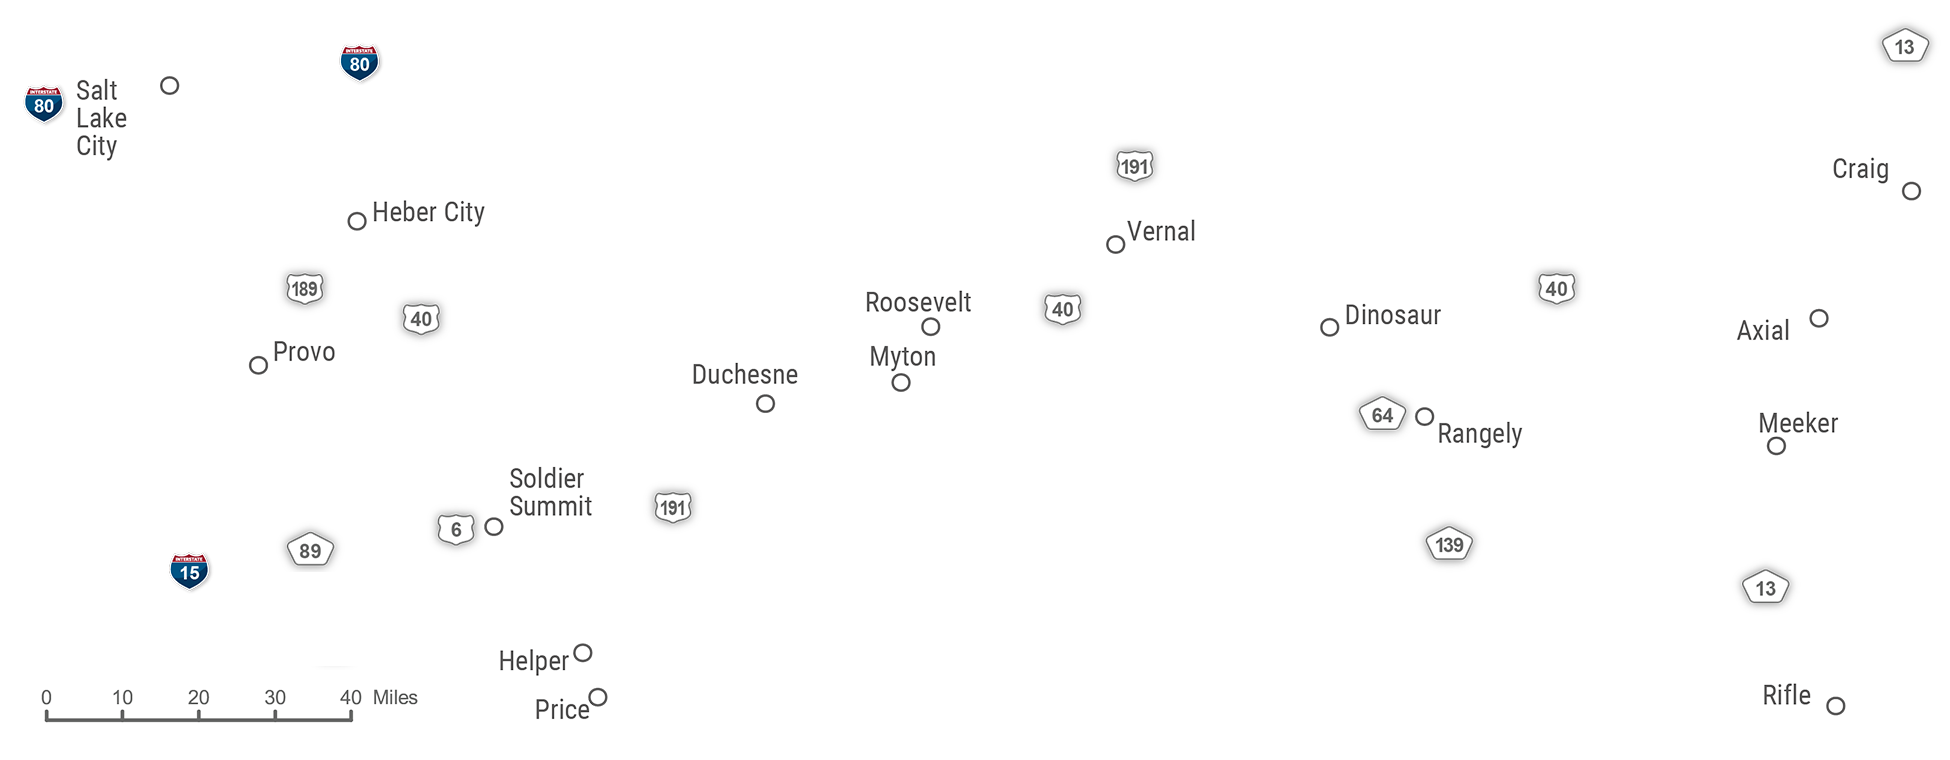 13
INTERSTATE
80
INTERSTATE
80
Salt
Lake
City
191
Craig
Heber City
Vernal
189
40
Roosevelt
40
Dinosaur
40
Axial
Provo
Myton
Duchesne
64
Rangely
Meeker
Soldier
Summit
191
6
89
139
INTERSTATE
15
13
Helper
Price
Rifle
0 10 20 30 40 Miles